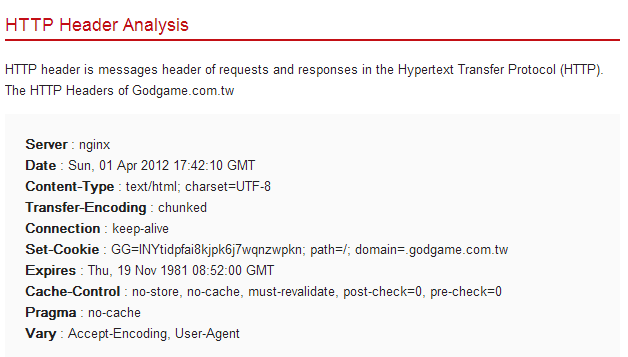 HTTP Header Analysis
HTTP header is messages header of requests and responses in the Hypertext Transfer Protocol (HTTP).
The HTTP Headers of Godgame.com.tw
Server : nginx
Date : Sun, 01 Apr 2012 17:42:10 GMT
Content-Type : text/html; charset=UTF-8
Transfer-Encoding : chunked
Connection : keep-alive
Set-Cookie : GG=lNYtidpfai8kjpk6j7wqnzwpkn; path=/; domain=.godgame.com.tw
Expires : Thu, 19 Nov 1981 08:52:00 GMT
Cache-Control : no-store, no-cache, must-revalidate, post-check=0, pre-check=0
Pragma : no-cache
Vary : Accept-Encoding, User-Agent